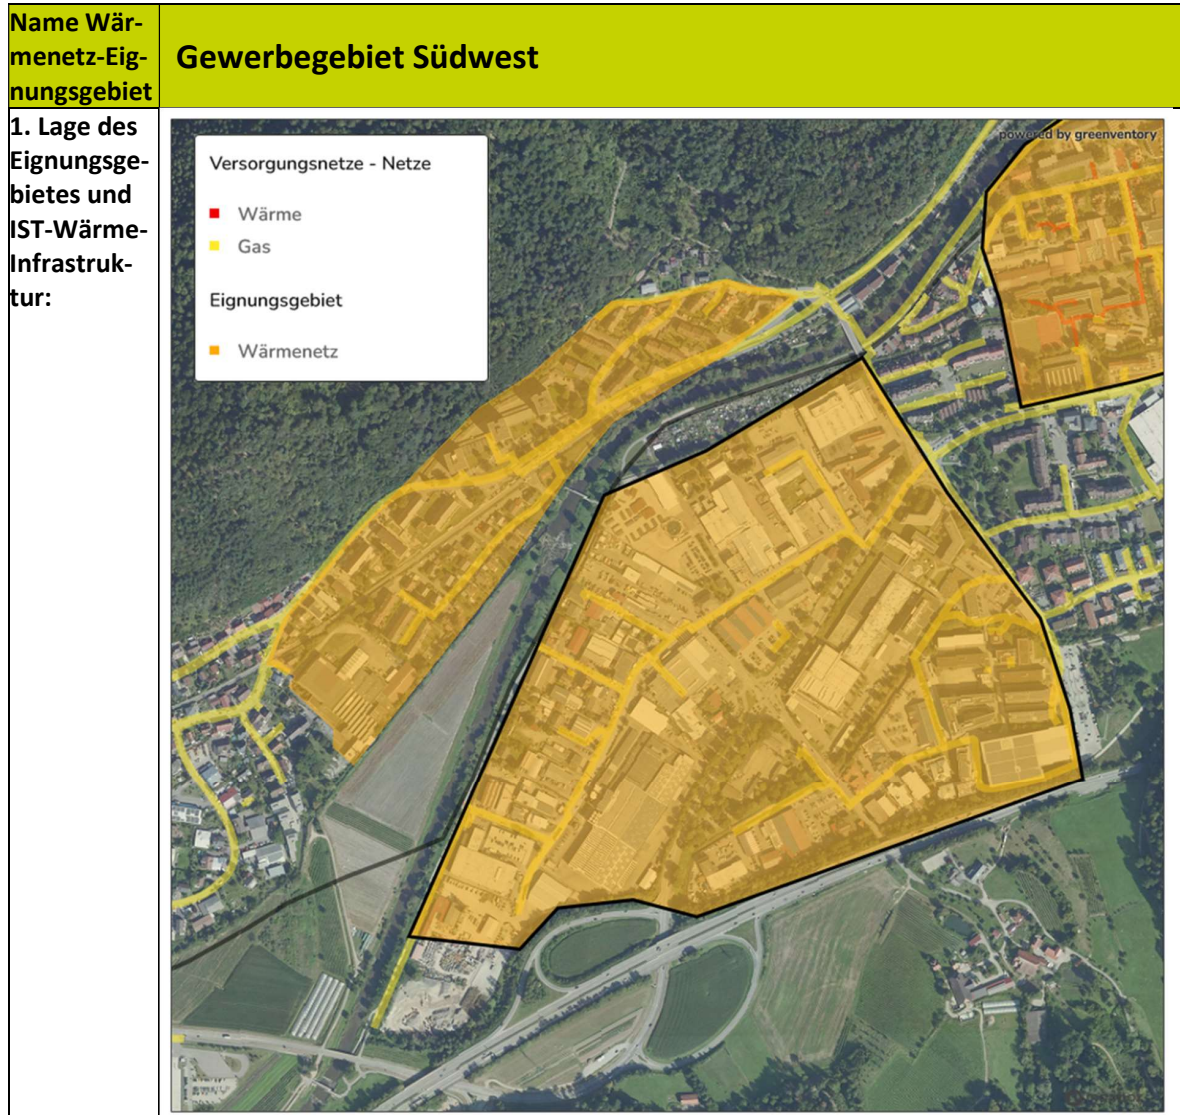 Name Wär-
menetz-Eig-
nungsgebiet
Gewerbegebiet Südwest
1. Lage des
Eignungsge-
bietes und
IST-Wärme-
Infrastruk-
tur:
powered by greenventory
Versorgungsnetze - Netze
Wärme
Gas
Eignungsgebiet
Wärmenetz